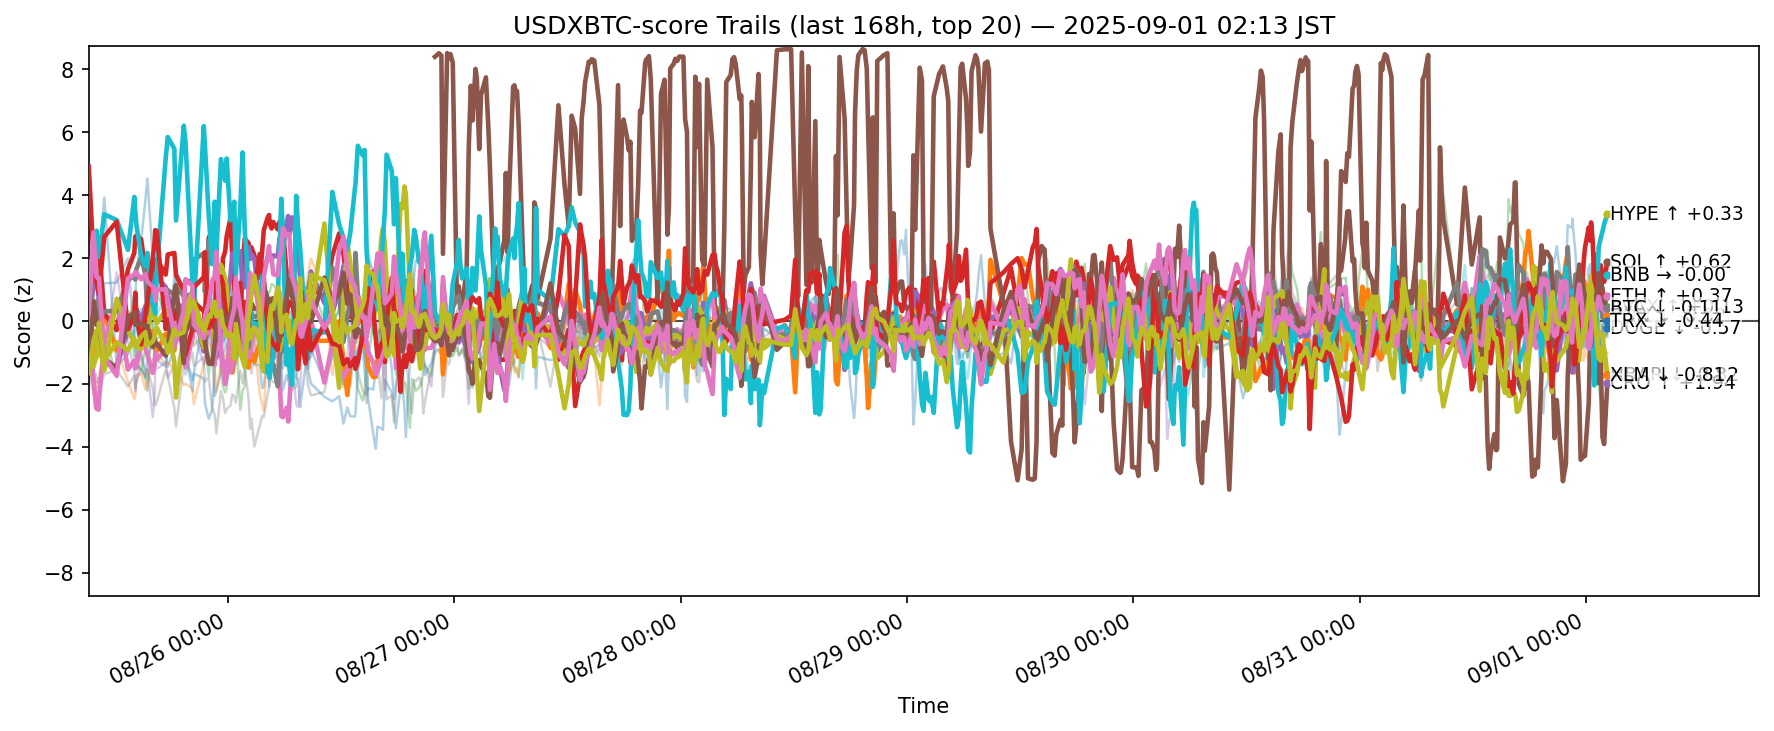 USDXBTC-score Trails (last 168h, top 20) — 2025-09-01 02:13 JST
Score (z)
8
6
4
2
0
−2
−4
−6
−8
HYPE ↑ +0.33
SOL ↑ +0.62
BNB → -0.00
ETH ↑ +0.37
TRX ↓ -0.44
XLM ↓ -0.81
CRO ↑ +1.94
08/26 00:00
08/27 00:00
08/28 00:00
08/29 00:00
08/30 00:00
08/31 00:00
09/01 00:00
Time